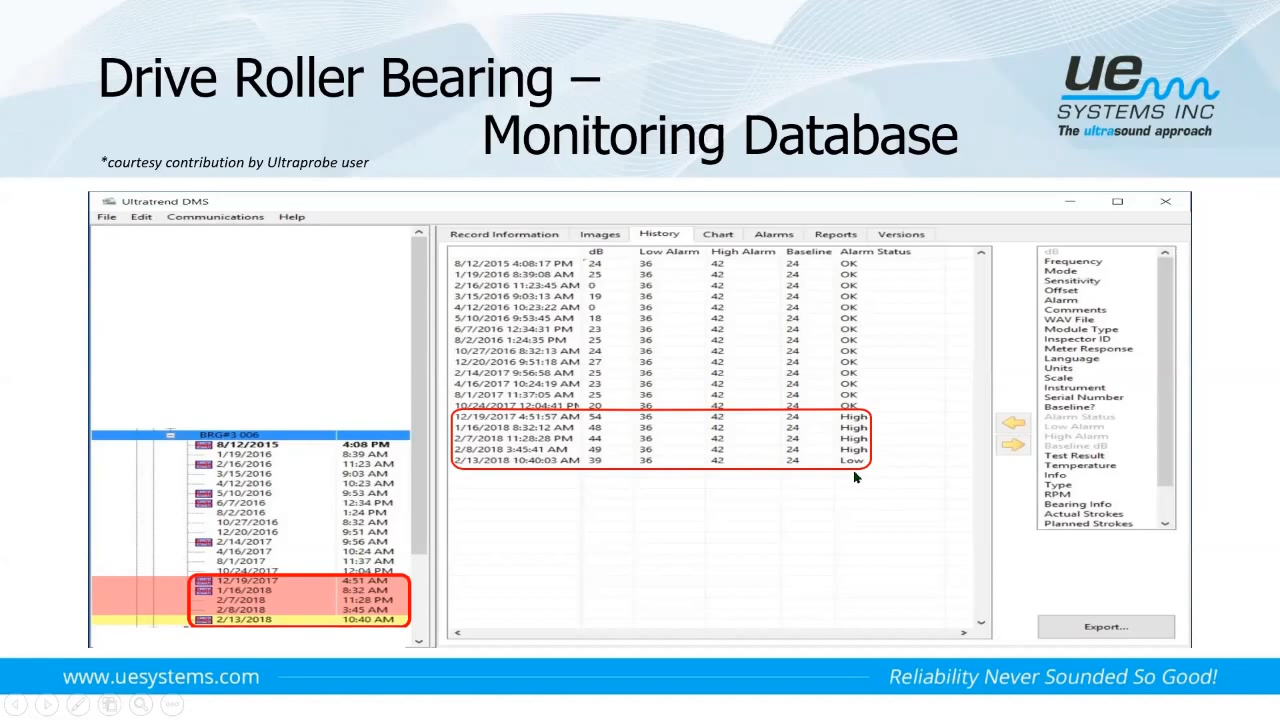 Drive Roller Bearing –
Monitoring Database
*courtesy contribution by Ultraprobe user
ue
SYSTEMS INC
The ultrasound approach
Ultratrend DMS
File Edit Communications Help
BRG#3 006
8/12/2015 4:08 PM
1/19/2016 8:39 AM
2/16/2016 11:23 AM
3/15/2016 9:03 AM
4/12/2016 10:23 AM
5/10/2016 9:53 AM
6/7/2016 12:34 PM
8/2/2016 1:24 PM
10/27/2016 8:32 AM
12/20/2016 9:51 AM
2/14/2017 9:56 AM
4/16/2017 10:24 AM
8/1/2017 11:37 AM
10/24/2017 12:04 PM
12/19/2017 4:51 AM
1/16/2018 8:32 AM
2/7/2018 11:28 PM
2/8/2018 3:45 AM
2/13/2018 10:40 AM
Record Information Images History Chart Alarms Reports Versions
dB Low Alarm High Alarm Baseline Alarm Status
8/12/2015 4:08:17 PM 24 36 42 24 OK
1/19/2016 8:39:08 AM 25 36 42 24 OK
2/16/2016 11:23:45 AM 0 36 42 24 OK
3/15/2016 9:03:13 AM 19 36 42 24 OK
4/12/2016 10:23:22 AM 0 36 42 24 OK
5/10/2016 9:53:45 AM 18 36 42 24 OK
6/7/2016 12:34:31 PM 23 36 42 24 OK
8/2/2016 1:24:35 PM 25 36 42 24 OK
10/27/2016 8:32:13 AM 24 36 42 24 OK
12/20/2016 9:51:18 AM 27 36 42 24 OK
2/14/2017 9:56:58 AM 25 36 42 24 OK
4/16/2017 10:24:19 AM 23 36 42 24 OK
8/1/2017 11:37:05 AM 25 36 42 24 OK
10/24/2017 12:04:41 PM 20 36 42 24 OK
12/19/2017 4:51:57 AM 54 36 42 24 High
1/16/2018 8:32:12 AM 48 36 42 24 High
2/7/2018 11:28:28 PM 44 36 42 24 High
2/8/2018 3:45:41 AM 49 36 42 24 High
2/13/2018 10:40:03 AM 39 36 42 24 Low
dB
Frequency
Mode
Sensitivity
Offset
Alarm
Comments
WAV File
Module Type
Inspector ID
Meter Response
Language
Units
Scale
Instrument
Serial Number
Baseline?
Alarm Status
Low Alarm
High Alarm
Baseline dB
Test Result
Temperature
Info
Type
RPM
Bearing Info
Actual Strokes
Planned Strokes
Export...
www.uesystems.com
Reliability Never Sounded So Good!